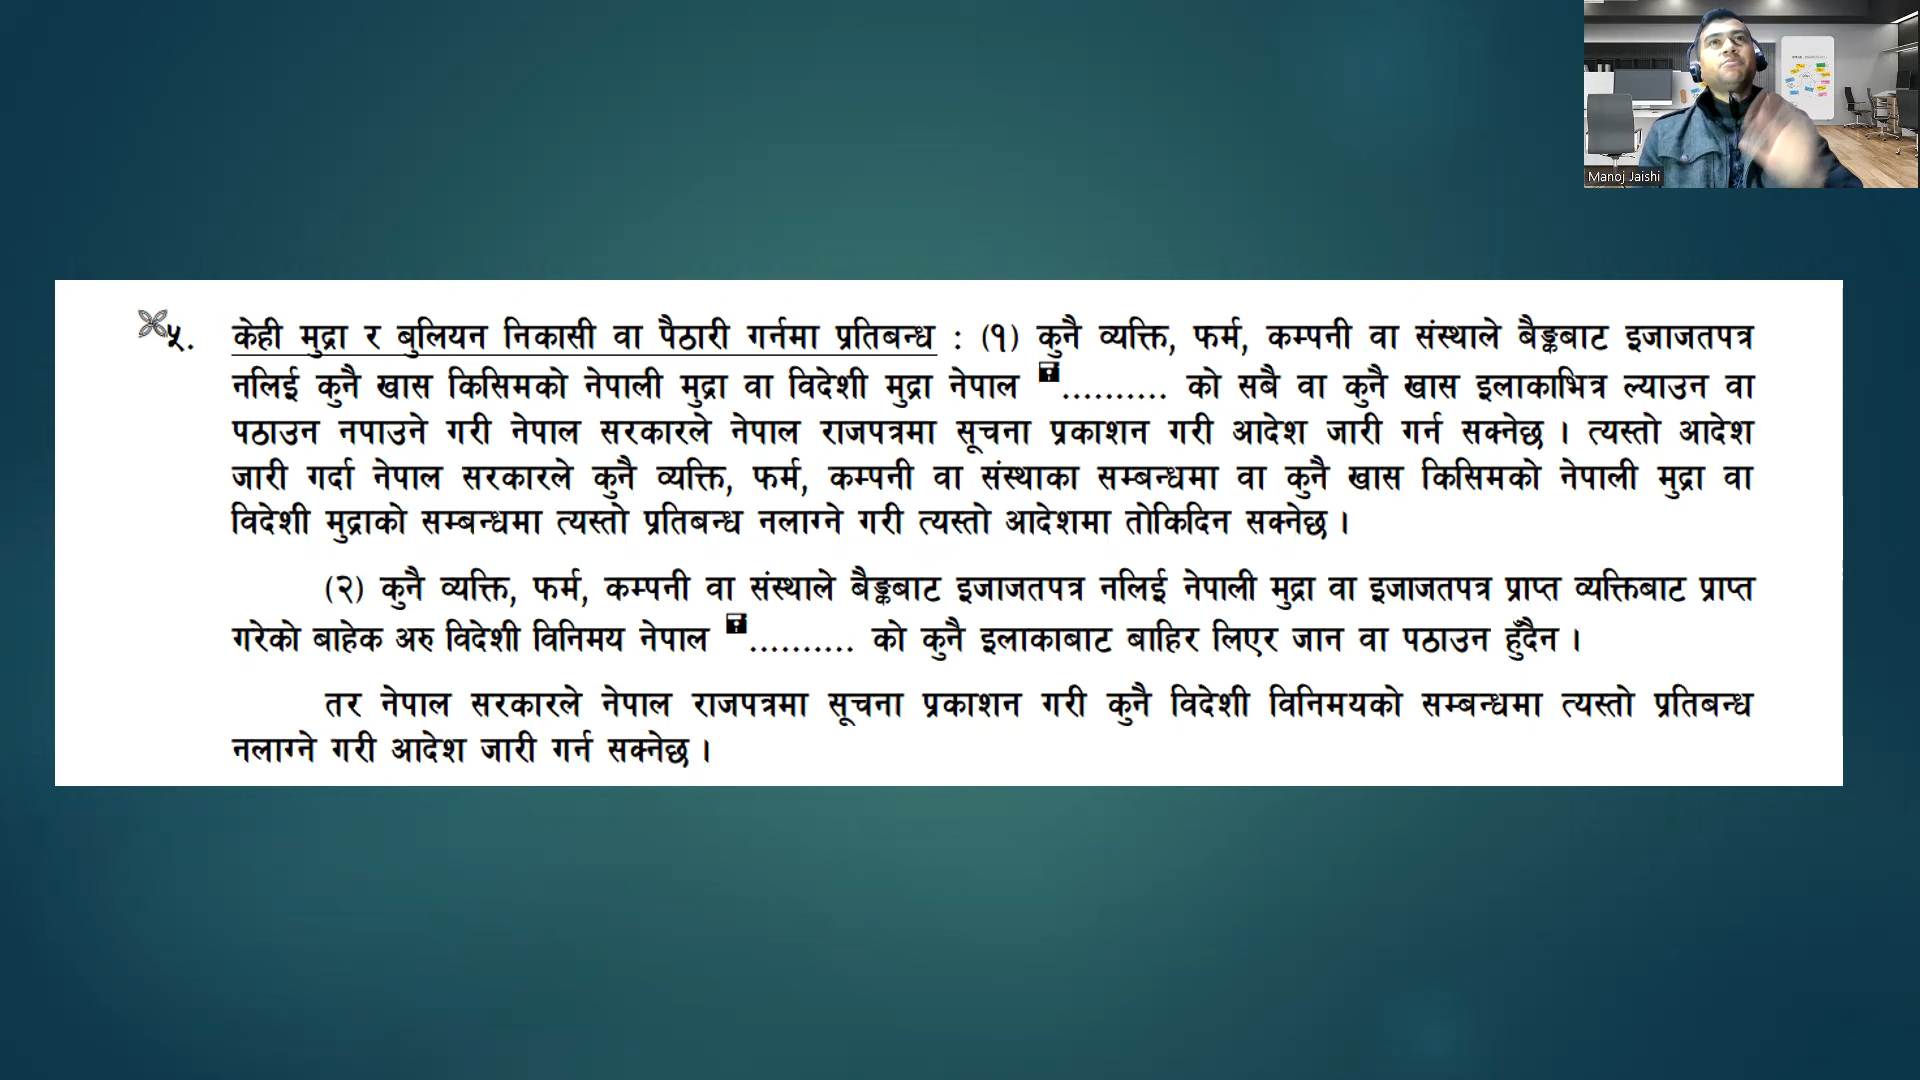 Manoj Jaishi
५. केही मुद्रा र बुलियन निकासी वा पैठारी गर्नमा प्रतिबन्ध : (१) कुनै व्यक्ति, फर्म, कम्पनी वा संस्थाले बैङ्कबाट इजाजतपत्र
नलिई कुनै खास किसिमको नेपाली मुद्रा वा विदेशी मुद्रा नेपाल .......... को सबै वा कुनै खास इलाकाभित्र ल्याउन वा
पठाउन नपाउने गरी नेपाल सरकारले नेपाल राजपत्रमा सूचना प्रकाशन गरी आदेश जारी गर्न सक्नेछ । त्यस्तो आदेश
जारी गर्दा नेपाल सरकारले कुनै व्यक्ति, फर्म, कम्पनी वा संस्थाका सम्बन्धमा वा कुनै खास किसिमको नेपाली मुद्रा वा
विदेशी मुद्राको सम्बन्धमा त्यस्तो प्रतिबन्ध नलाग्ने गरी त्यस्तो आदेशमा तोकिदिन सक्नेछ ।
(२) कुनै व्यक्ति, फर्म, कम्पनी वा संस्थाले बैङ्कबाट इजाजतपत्र नलिई नेपाली मुद्रा वा इजाजतपत्र प्राप्त व्यक्तिबाट प्राप्त
गरेको बाहेक अरु विदेशी विनिमय नेपाल .......... को कुनै इलाकाबाट बाहिर लिएर जान वा पठाउन हुँदैन ।
तर नेपाल सरकारले नेपाल राजपत्रमा सूचना प्रकाशन गरी कुनै विदेशी विनिमयको सम्बन्धमा त्यस्तो प्रतिबन्ध
नलाग्ने गरी आदेश जारी गर्न सक्नेछ ।